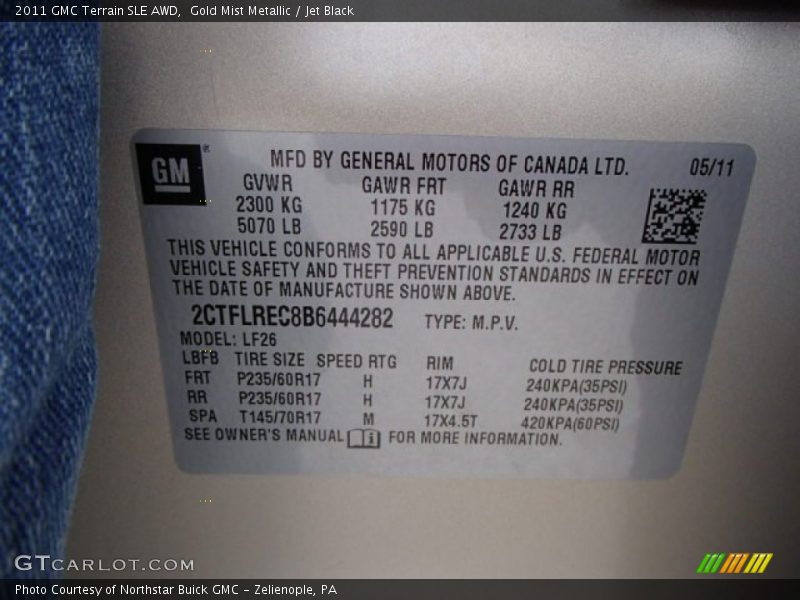 2011 GMC Terrain SLE AWD,  Gold Mist Metallic / Jet Black
GM®
MFD BY GENERAL MOTORS OF CANADA LTD. 05/11
GVWR GAWR FRT GAWR RR
2300 KG 1175 KG 1240 KG
5070 LB 2590 LB 2733 LB
THIS VEHICLE CONFORMS TO ALL APPLICABLE U.S. FEDERAL MOTOR
VEHICLE SAFETY AND THEFT PREVENTION STANDARDS IN EFFECT ON
THE DATE OF MANUFACTURE SHOWN ABOVE.
2CTFLREC8B6444282 TYPE: M.P.V.
MODEL: LF26
LBFB TIRE SIZE SPEED RTG RIM COLD TIRE PRESSURE
FRT P235/60R17 H 17X7J 240KPA(35PSI)
RR P235/60R17 H 17X7J 240KPA(35PSI)
SPA T145/70R17 M 17X4.5T 420KPA(60PSI)
SEE OWNER'S MANUAL i FOR MORE INFORMATION.
GTCARLOT.COM
Photo Courtesy of Northstar Buick GMC - Zelienople, PA